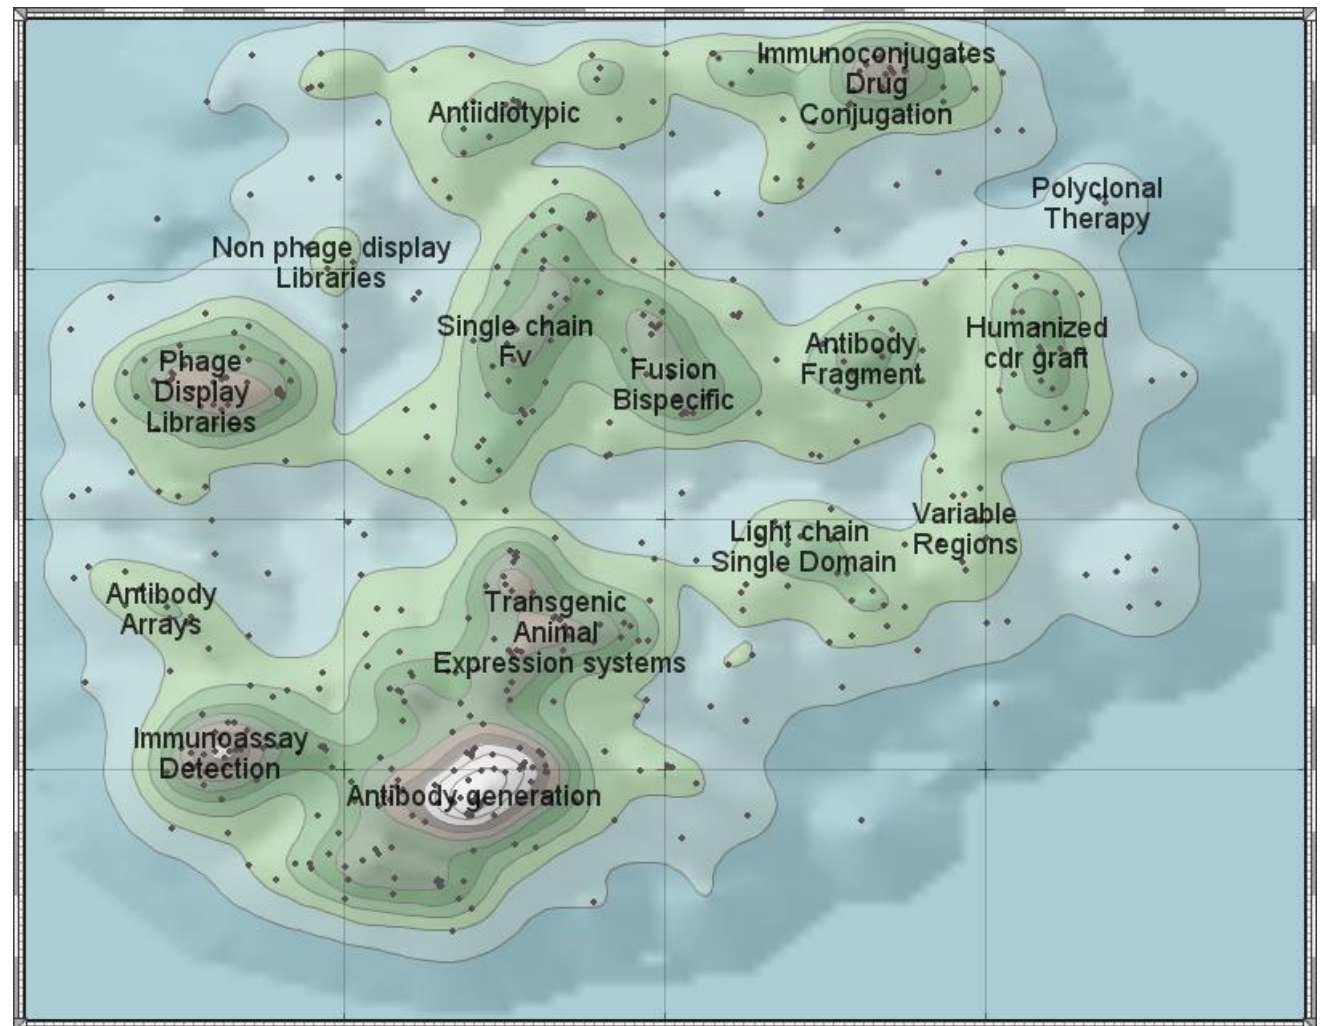 Immunoconjugates
Drug
Conjugation
Antiidiotypic
Polyclonal
Therapy
Non phage display
Libraries
Single chain
Fv
Humanized
cdr graft
Antibody
Fragment
Phage
Display
Libraries
Fusion
Bispecific
Variable
Regions
Light chain
Single Domain
Antibody
Arrays
Transgenic
Animal
Expression systems
Immunoassay
Detection
Antibody generation